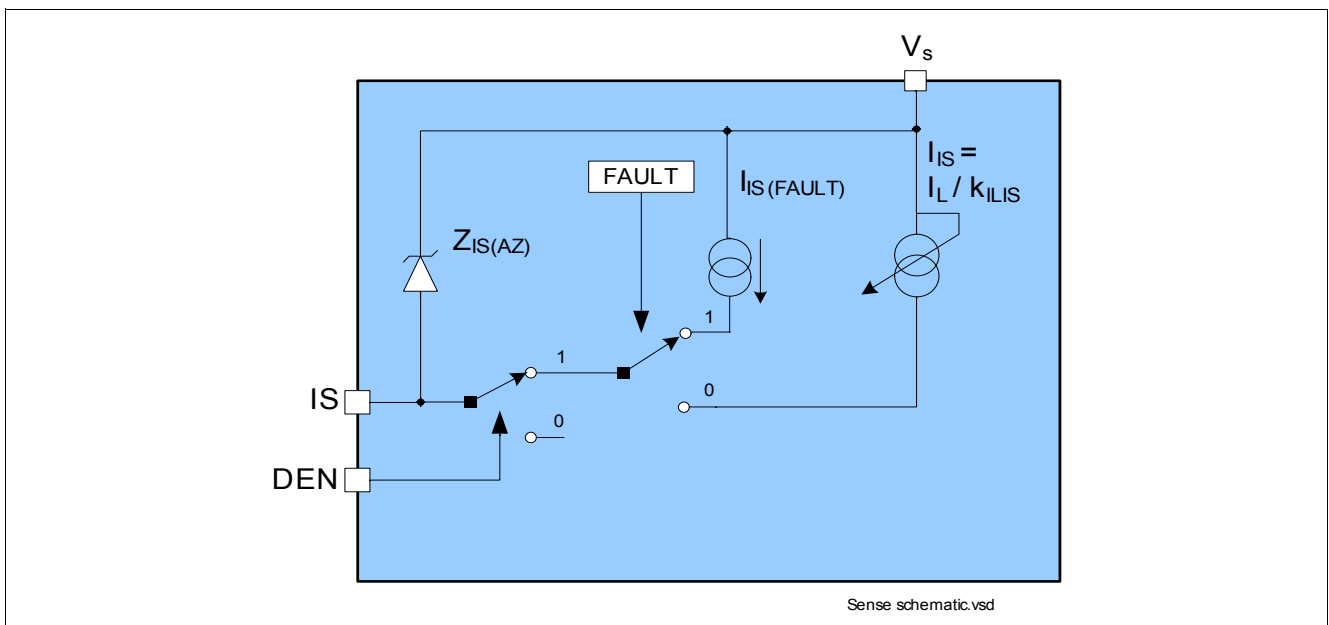 Vs
IIS =
IL / kILIS
FAULT
IIS(FAULT)
ZIS(AZ)
1
1
0
IS
0
DEN
Sense schematic.vsd